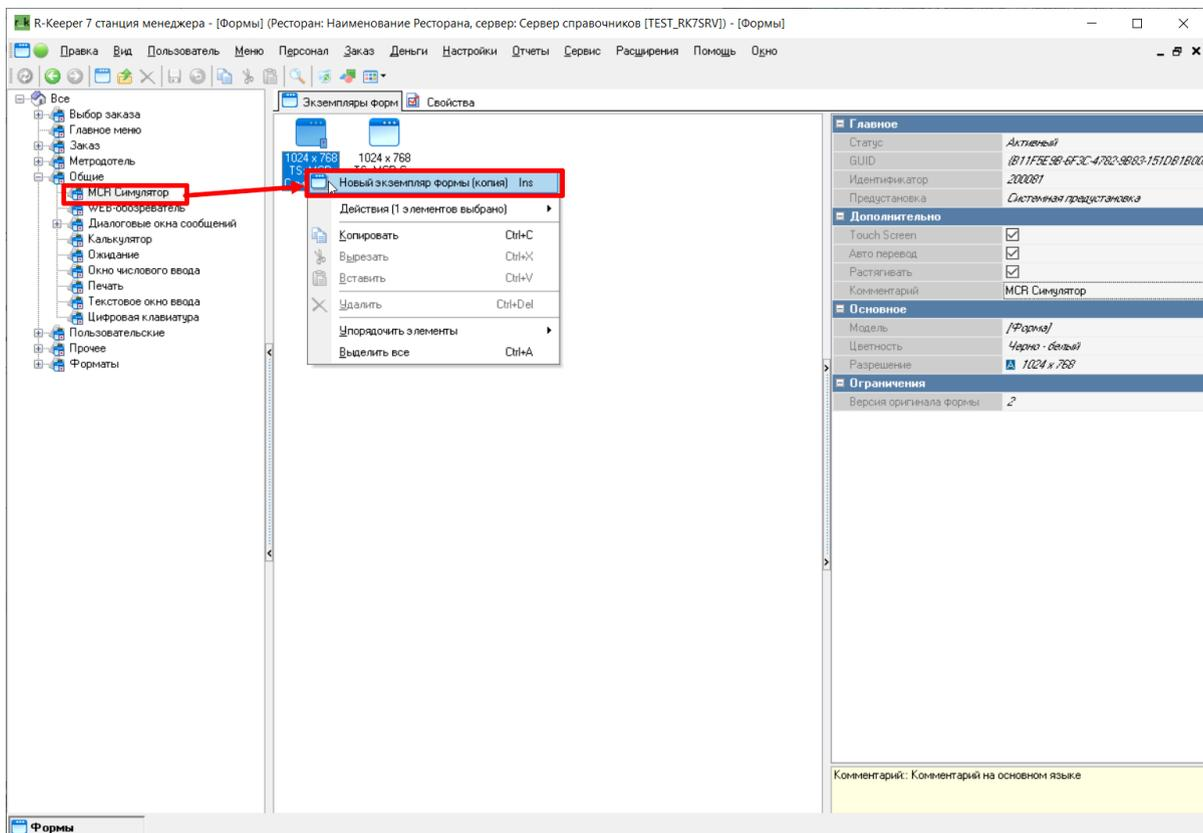 R-Keeper 7 станция менеджера - [Формы] (Ресторан: Наименование Ресторана, сервер: Сервер справочников [TEST_RK7SRV]) - [Формы]
Правка Вид Пользователь Меню Персонал Заказ Деньги Настройки Отчеты Сервис Расширения Помощь Окно
Все
Выбор заказа
Главное меню
Заказ
Метродотель
Общие
MCR Симулятор
WEB-обозреватель
Диалоговые окна сообщений
Калькулятор
Ожидание
Окно числового ввода
Печать
Текстовое окно ввода
Цифровая клавиатура
Пользовательские
Прочее
Форматы
Экземпляры форм Свойства
1024 x 768 1024 x 768
Новый экземпляр формы (копия) Ins
Действия (1 элементов выбрано)
Копировать Ctrl+C
Вырезать Ctrl+X
Вставить Ctrl+V
Удалить Ctrl+Del
Упорядочить элементы
Выделить все Ctrl+A
Главное
Статус Активный
GUID
Идентификатор 200081
Предустановка Системная предустановка
Дополнительно
Touch Screen
Авто перевод
Растягивать
Комментарий MCR Симулятор
Основное
Модель [Форма]
Цветность Черно - белый
Разрешение 1024 x 768
Ограничения
Версия оригинала формы 2
Комментарий:: Комментарий на основном языке
Формы